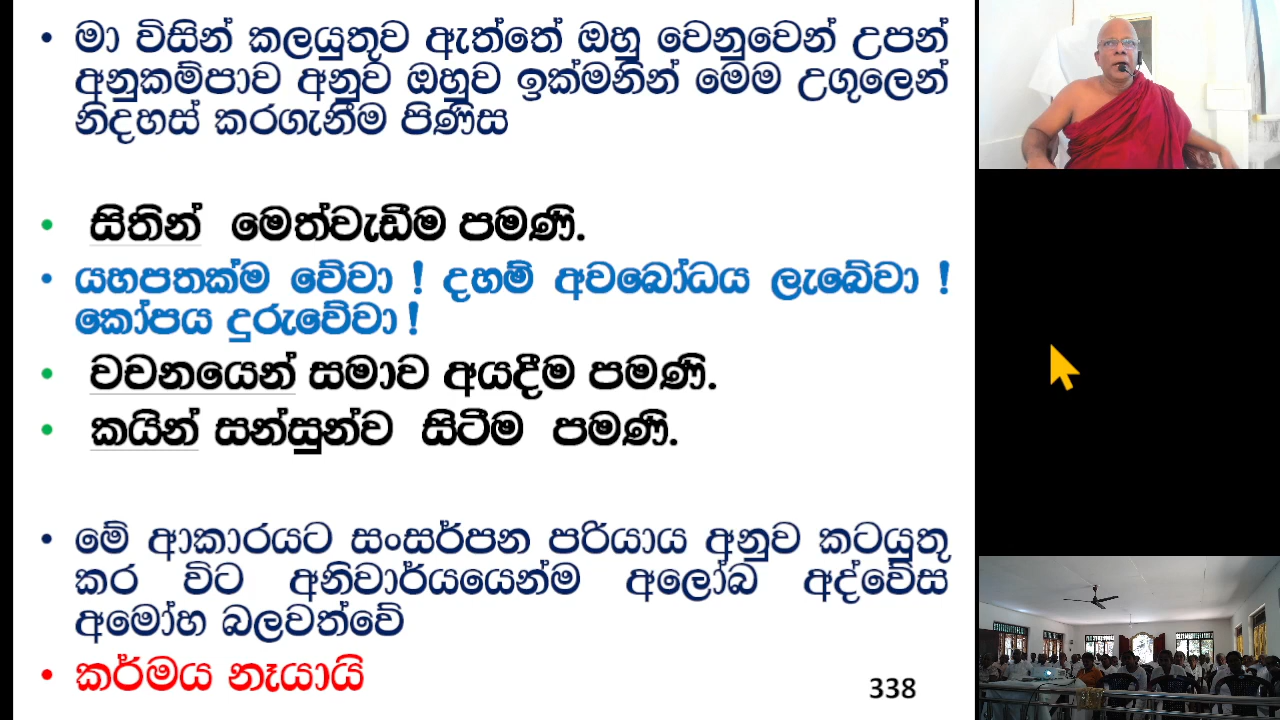 • මා විසින් කලයුතුව ඇත්තේ ඔහු වෙනුවෙන් උපන්
අනුකම්පාව අනුව ඔහුව ඉක්මනින් මෙම උගුලෙන්
නිදහස් කරගැනීම පිණිස
• සිතින් මෙත්වැඩීම පමණි.
• යහපතක්ම වේවා ! දහම් අවබෝධය ලැබේවා !
කෝපය දුරුවේවා !
• වචනයෙන් සමාව අයදීම පමණි.
• කයින් සන්සුන්ව සිටීම පමණි.
• මේ ආකාරයට සංසර්පන පරියාය අනුව කටයුතු
කර විට අනිවාර්යයෙන්ම අලෝබ අද්වේස
අමෝහ බලවත්වේ
• කර්මය නෑයායි
338